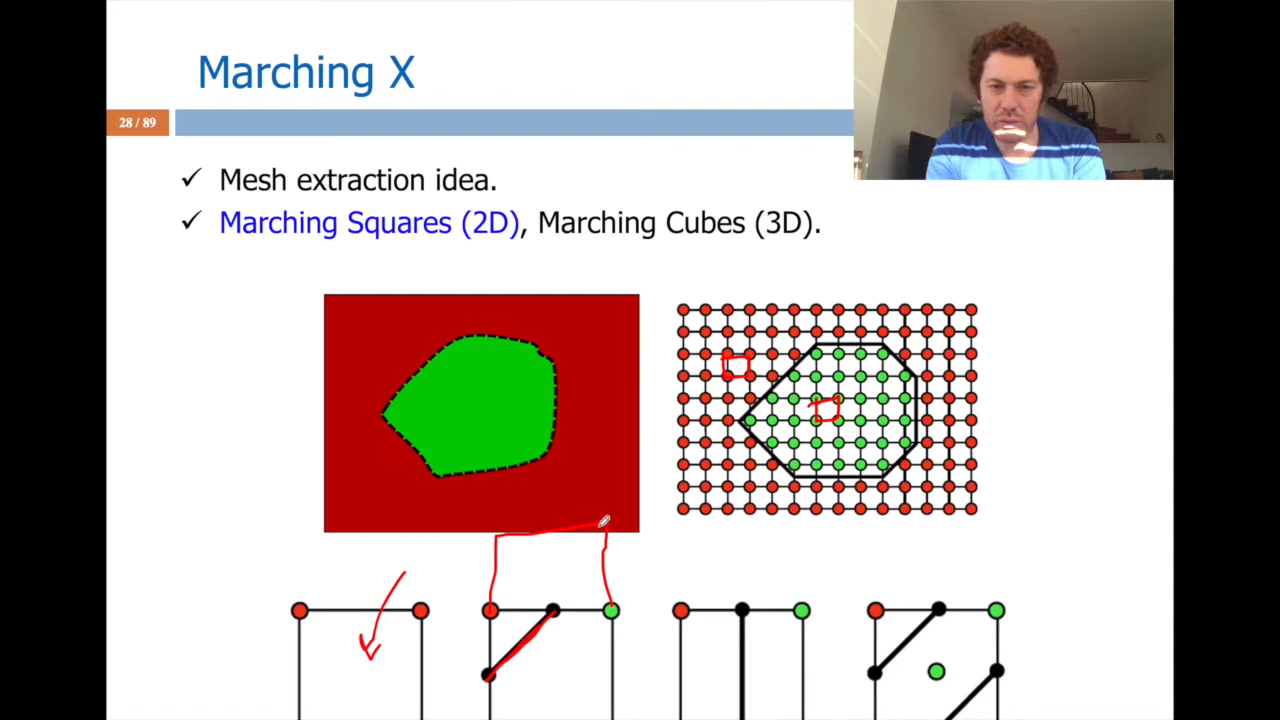 Marching X
28 / 89
✓ Mesh extraction idea.
✓ Marching Squares (2D), Marching Cubes (3D).